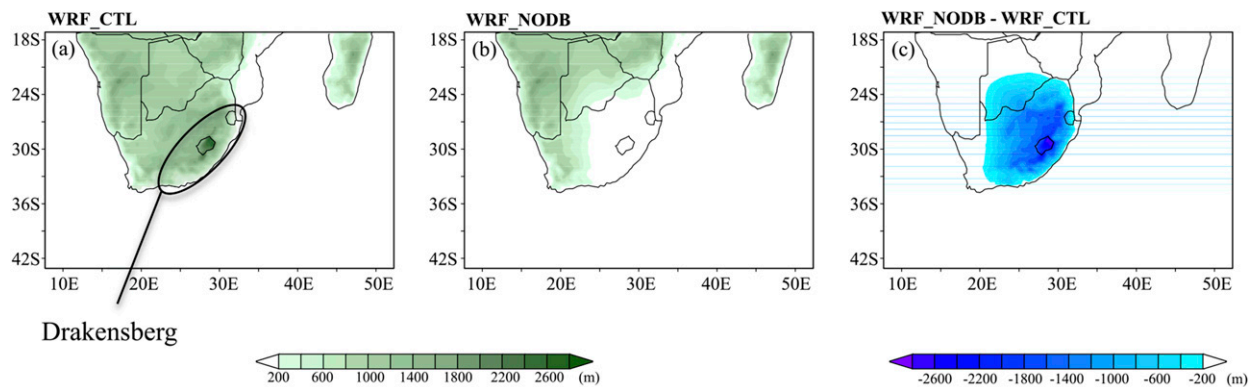 WRF_CTL
WRF_NODB
WRF_NODB - WRF_CTL
(a)
(b)
(c)
18S
24S
30S
36S
42S
10E 20E 30E 40E 50E
18S
24S
30S
36S
42S
10E 20E 30E 40E 50E
18S
24S
30S
36S
42S
10E 20E 30E 40E 50E
Drakensberg
200 600 1000 1400 1800 2200 2600 (m)
-2600 -2200 -1800 -1400 -1000 -600 -200 (m)